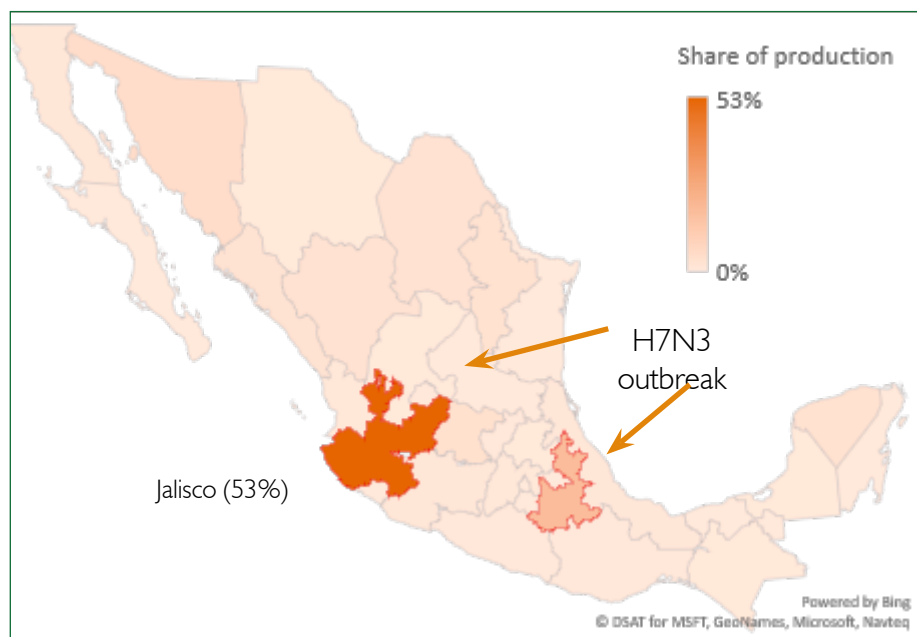 Share of production
53%
0%
H7N3
outbreak
Jalisco (53%)
Powered by Bing
© DSAT for MSFT, GeoNames, Microsoft, Navteq